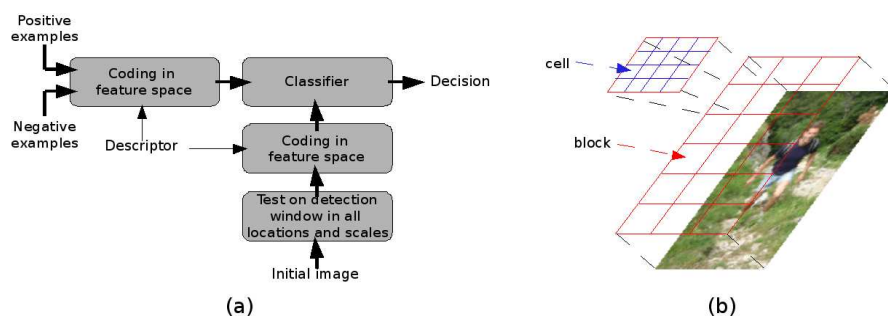 Positive
examples
Coding in
feature space
Classifier
Decision
Negative
examples
Descriptor
Coding in
feature space
Test on detection
window in all
locations and scales
Initial image
(a)
cell
block
(b)